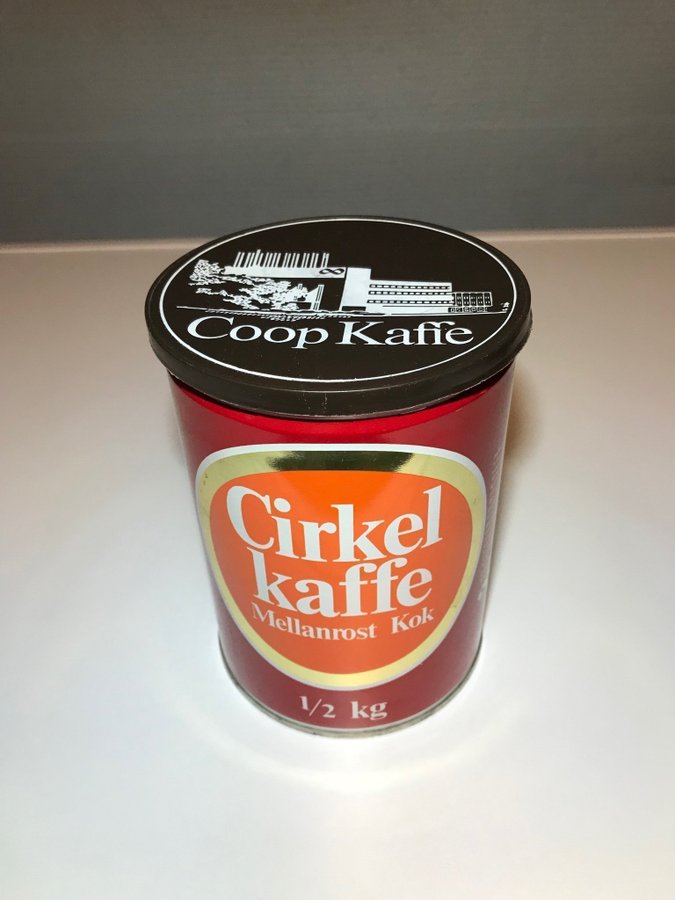 Coop Kaffe
Cirkel
kaffe
Mellanrost Kok
1/2 kg